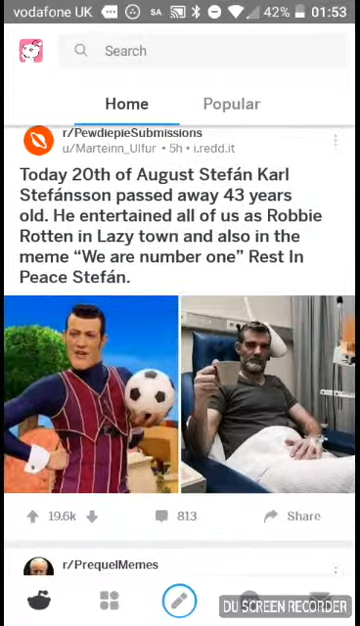 vodafone UK SA 42% 01:53
Search
Home Popular
r/PewdiepieSubmissions
u/Marteinn_Ulfur • 5h • i.redd.it
Today 20th of August Stefán Karl
Stefánsson passed away 43 years
old. He entertained all of us as Robbie
Rotten in Lazy town and also in the
meme “We are number one” Rest In
Peace Stefán.
19.6k 813 Share
r/PrequelMemes
DU SCREEN RECORDER